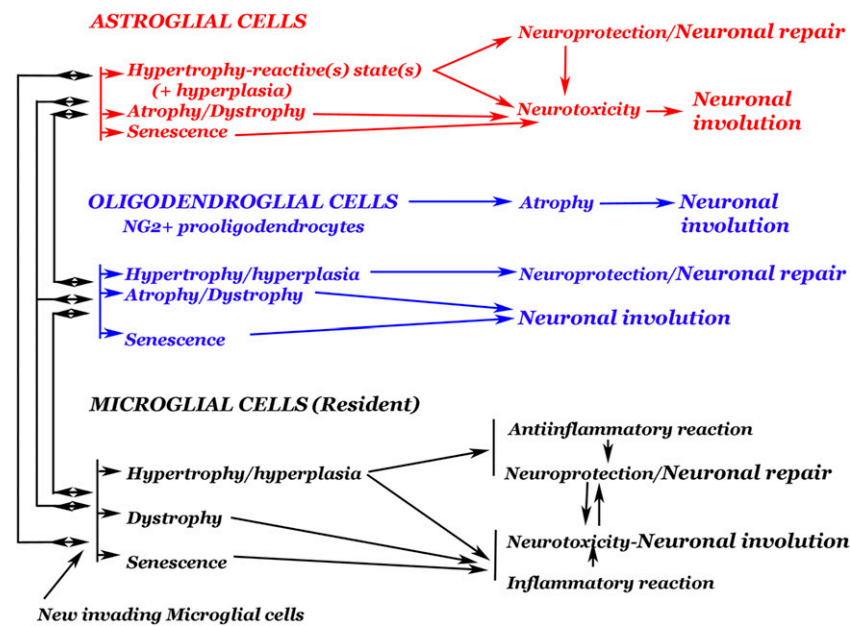 ASTROGLIAL CELLS
Neuroprotection/Neuronal repair
Hypertrophy-reactive(s) state(s)
(+ hyperplasia)
Neurotoxicity
Neuronal
involution
Atrophy/Dystrophy
Senescence
OLIGODENDROGLIAL CELLS
Atrophy
Neuronal
involution
NG2+ prooligodendrocytes
Hypertrophy/hyperplasia
Neuroprotection/Neuronal repair
Atrophy/Dystrophy
Neuronal involution
Senescence
MICROGLIAL CELLS (Resident)
Antiinflammatory reaction
Hypertrophy/hyperplasia
Neuroprotection/Neuronal repair
Dystrophy
Neurotoxicity-Neuronal involution
Senescence
Inflammatory reaction
New invading Microglial cells